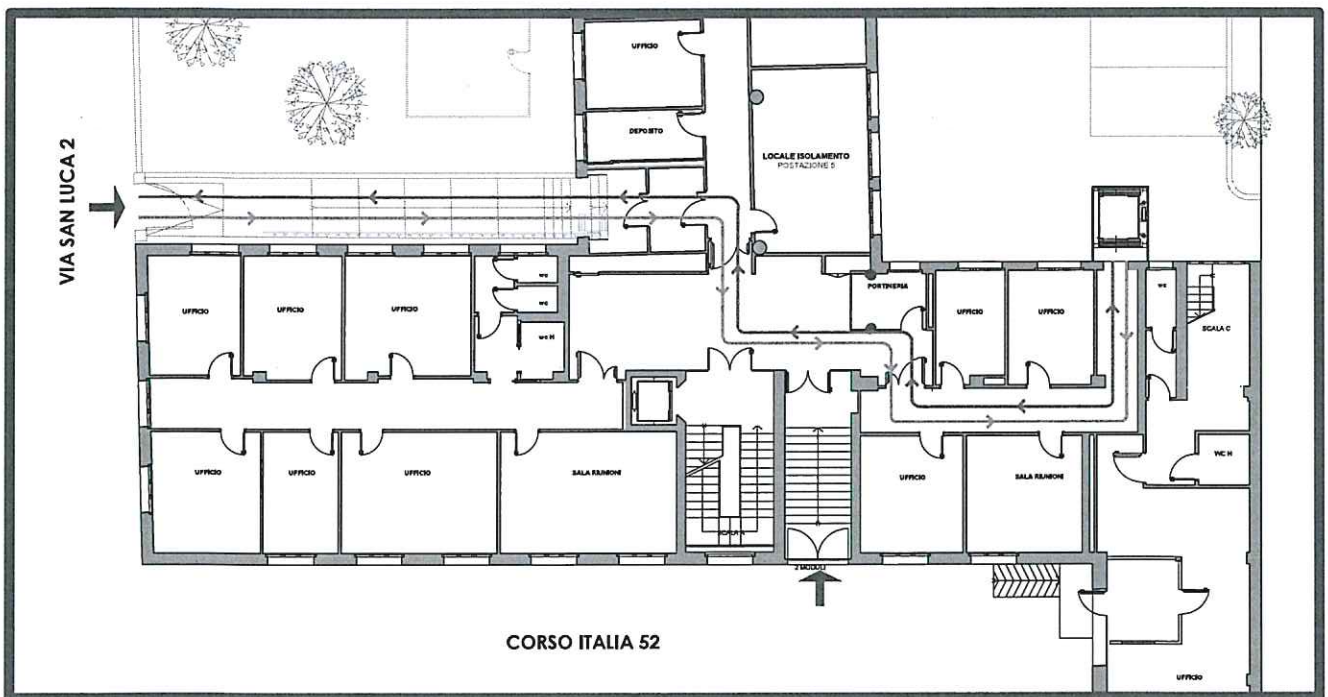 UFFICIO
DEPOSITO
LOCALE ISOLAMENTO
POSTAZIONE 5
VIA SAN LUCA 2
UFFICIO
UFFICIO
UFFICIO
WC
WC
WC H
PORTINERIA
UFFICIO
UFFICIO
WC
SCALA C
UFFICIO
UFFICIO
UFFICIO
SALA RIUNIONI
SCALA A
UFFICIO
SALA RIUNIONI
WC H
2 MODULI
CORSO ITALIA 52
UFFICIO